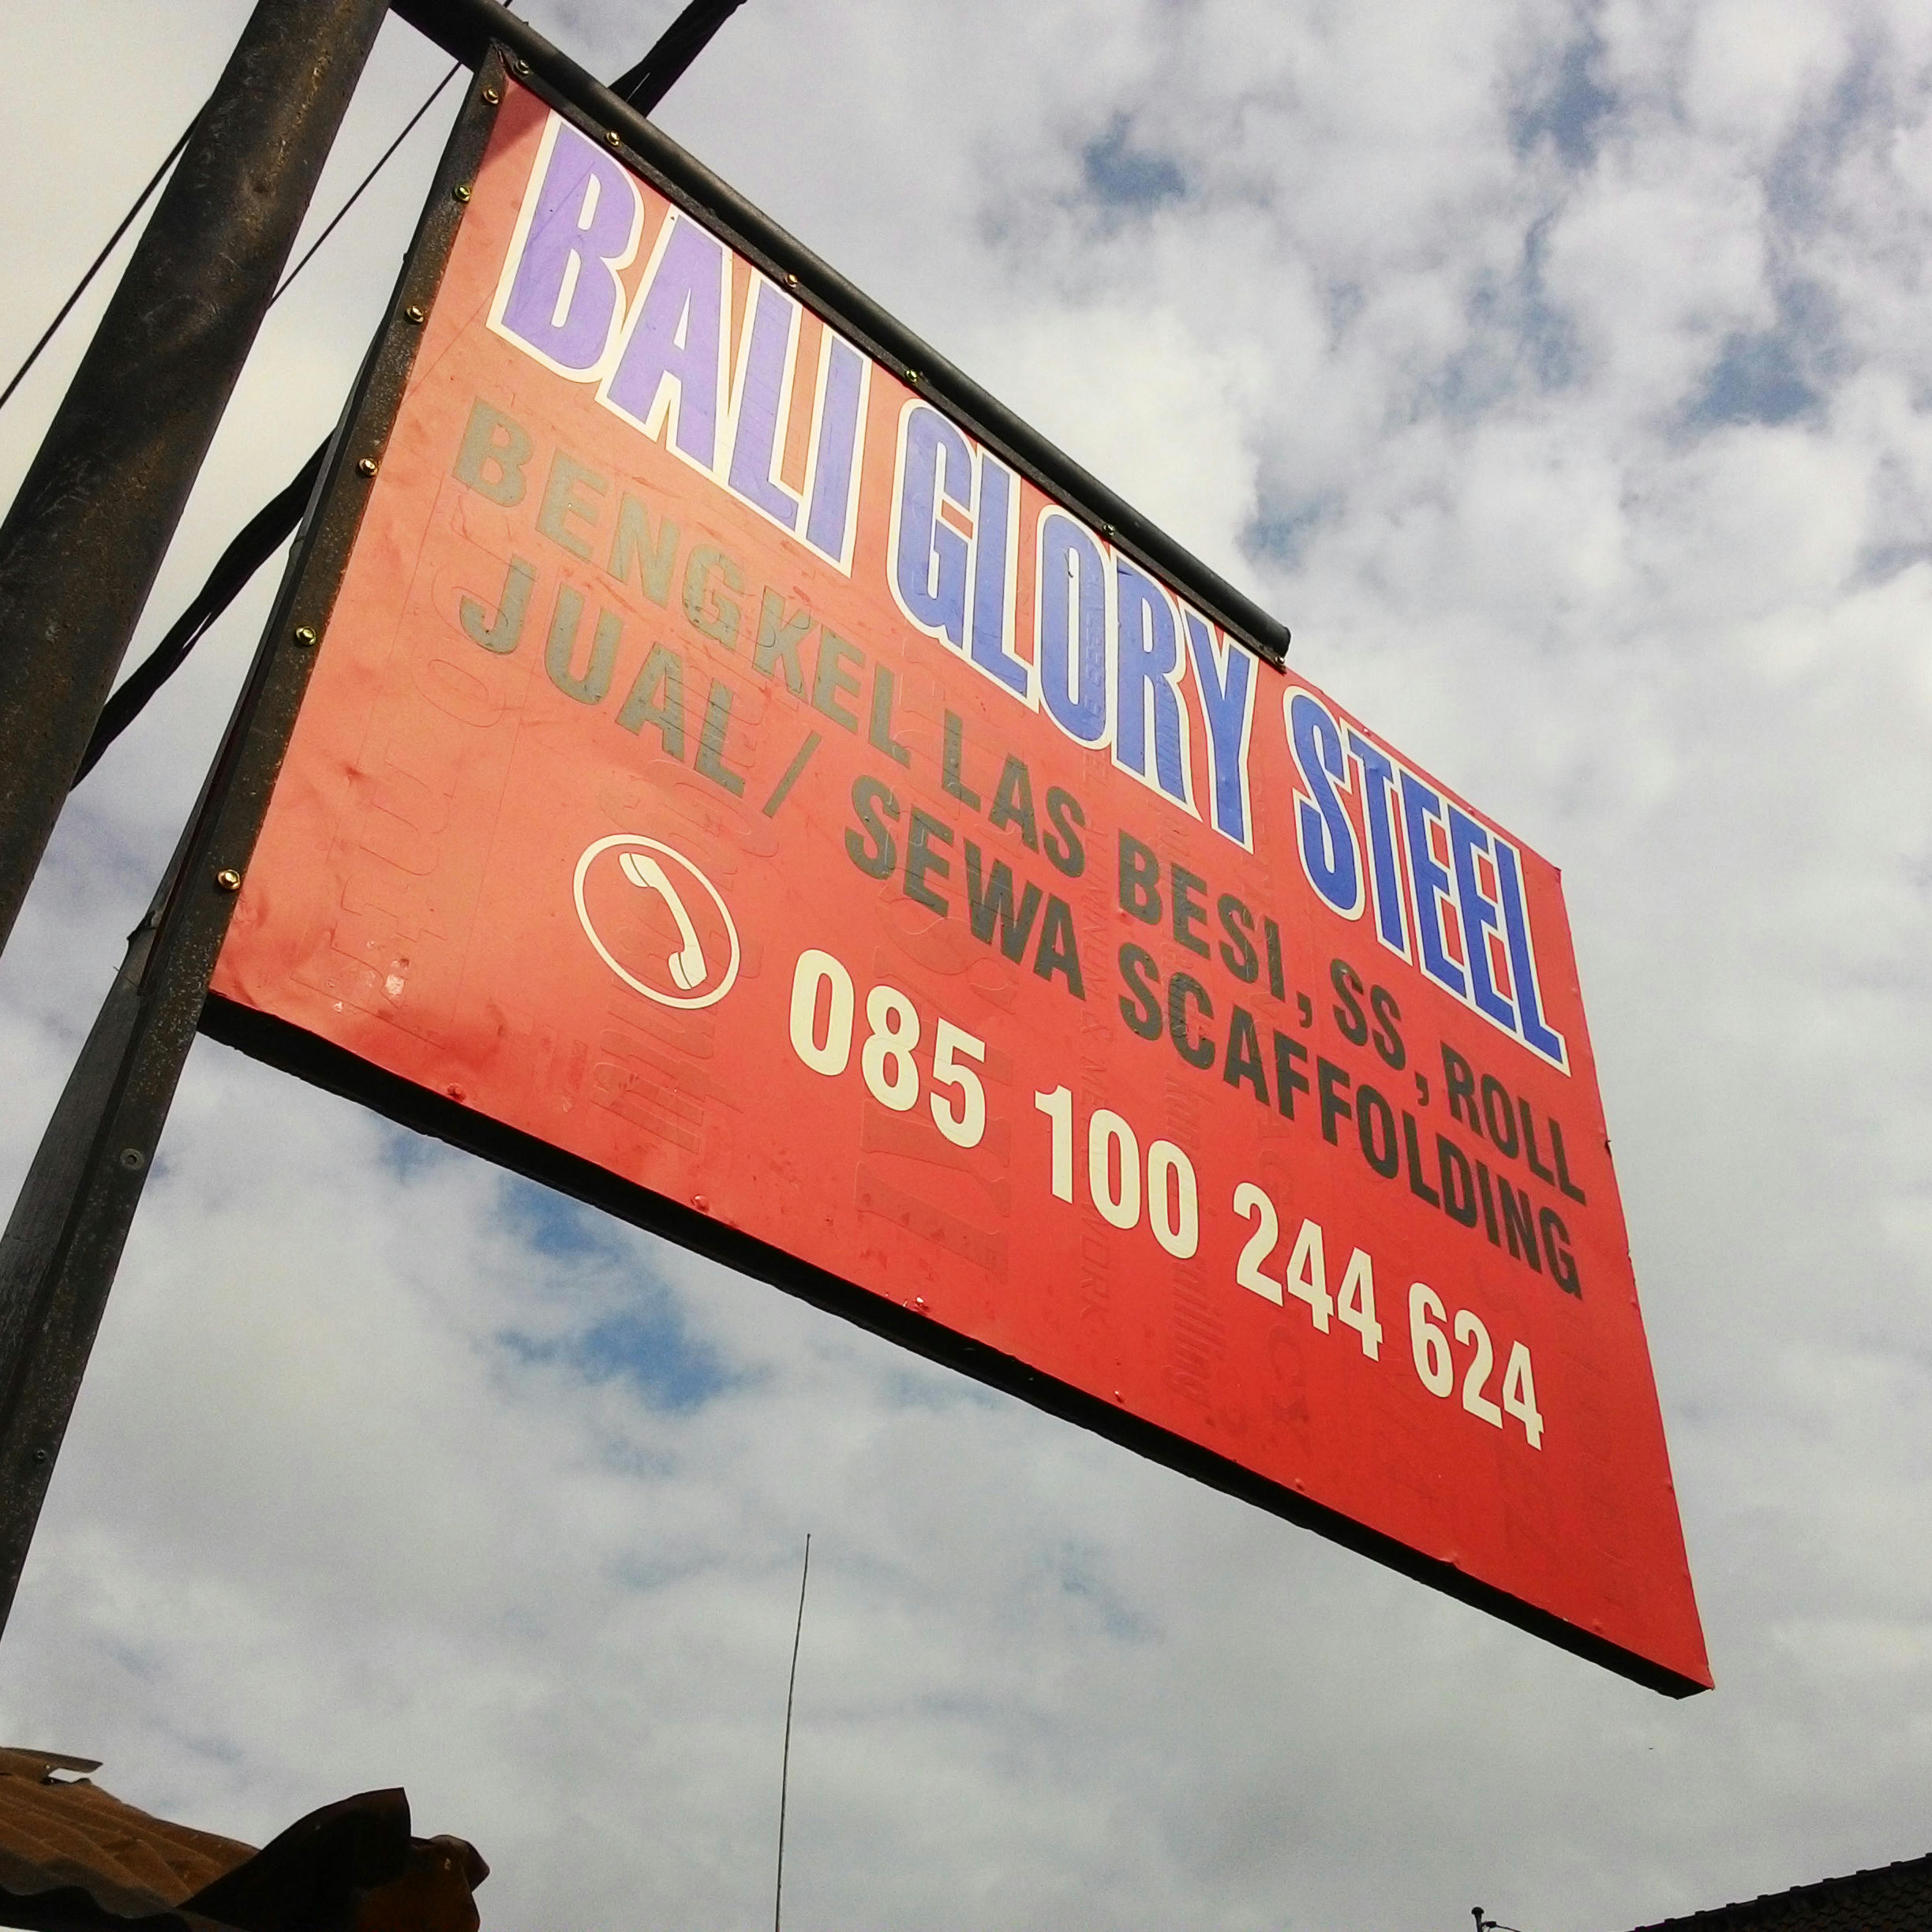 BALI GLORY STEEL
BENGKEL LAS BESI, SS, ROLL
JUAL / SEWA SCAFFOLDING
085 100 244 624